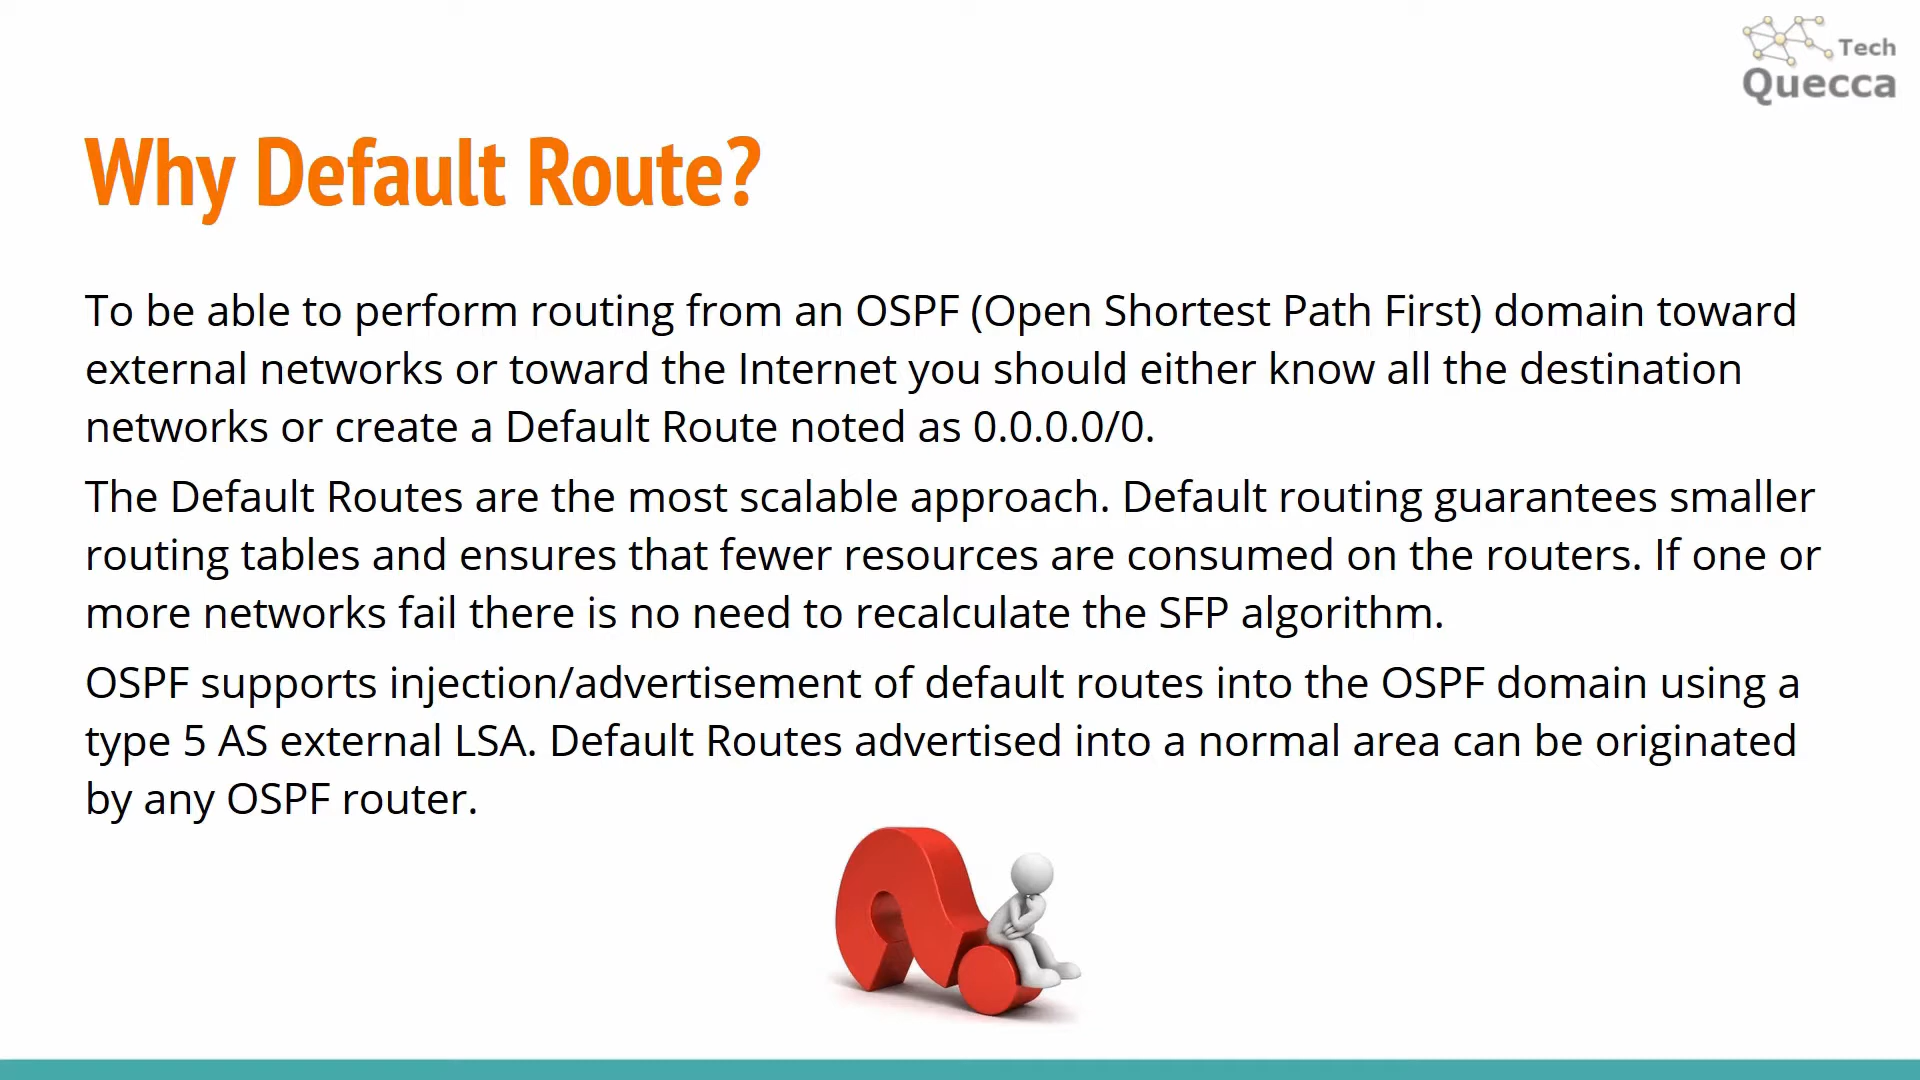 Tech
Quecca
Why Default Route?
To be able to perform routing from an OSPF (Open Shortest Path First) domain toward
external networks or toward the Internet you should either know all the destination
networks or create a Default Route noted as 0.0.0.0/0.
The Default Routes are the most scalable approach. Default routing guarantees smaller
routing tables and ensures that fewer resources are consumed on the routers. If one or
more networks fail there is no need to recalculate the SFP algorithm.
OSPF supports injection/advertisement of default routes into the OSPF domain using a
type 5 AS external LSA. Default Routes advertised into a normal area can be originated
by any OSPF router.